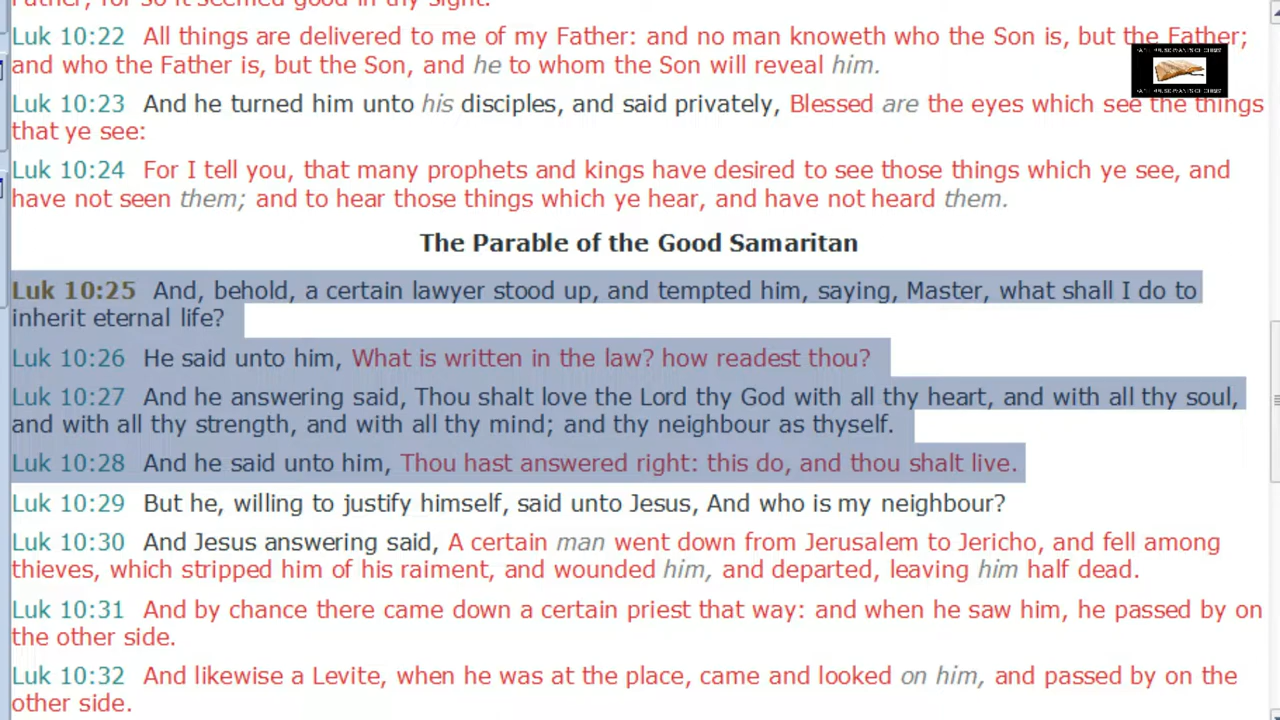 Father, for so it seemed good in thy sight.
Luk 10:22 All things are delivered to me of my Father: and no man knoweth who the Son is, but the Father;
and who the Father is, but the Son, and he to whom the Son will reveal him.
Luk 10:23 And he turned him unto his disciples, and said privately, Blessed are the eyes which see the things
that ye see:
Luk 10:24 For I tell you, that many prophets and kings have desired to see those things which ye see, and
have not seen them; and to hear those things which ye hear, and have not heard them.
The Parable of the Good Samaritan
Luk 10:25 And, behold, a certain lawyer stood up, and tempted him, saying, Master, what shall I do to
inherit eternal life?
Luk 10:26 He said unto him, What is written in the law? how readest thou?
Luk 10:27 And he answering said, Thou shalt love the Lord thy God with all thy heart, and with all thy soul,
and with all thy strength, and with all thy mind; and thy neighbour as thyself.
Luk 10:28 And he said unto him, Thou hast answered right: this do, and thou shalt live.
Luk 10:29 But he, willing to justify himself, said unto Jesus, And who is my neighbour?
Luk 10:30 And Jesus answering said, A certain man went down from Jerusalem to Jericho, and fell among
thieves, which stripped him of his raiment, and wounded him, and departed, leaving him half dead.
Luk 10:31 And by chance there came down a certain priest that way: and when he saw him, he passed by on
the other side.
Luk 10:32 And likewise a Levite, when he was at the place, came and looked on him, and passed by on the
other side.